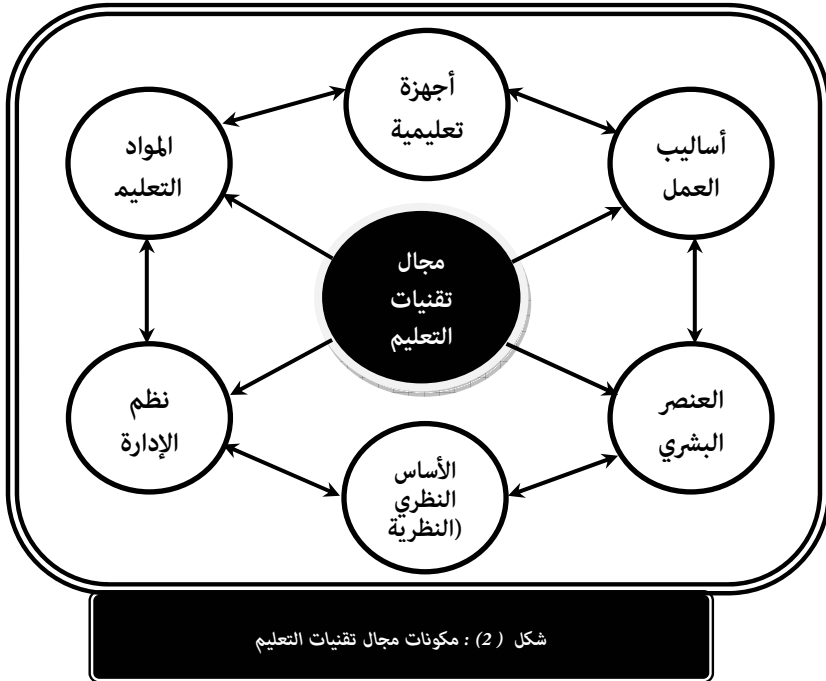 أجهزة
تعليمية
أساليب
العمل
المواد
التعليم
مجال
تقنيات
التعليم
العنصر
البشري
نظم
الإدارة
الأساس
النظري
(النظرية
شكل ( 2) : مكونات مجال تقنيات التعليم